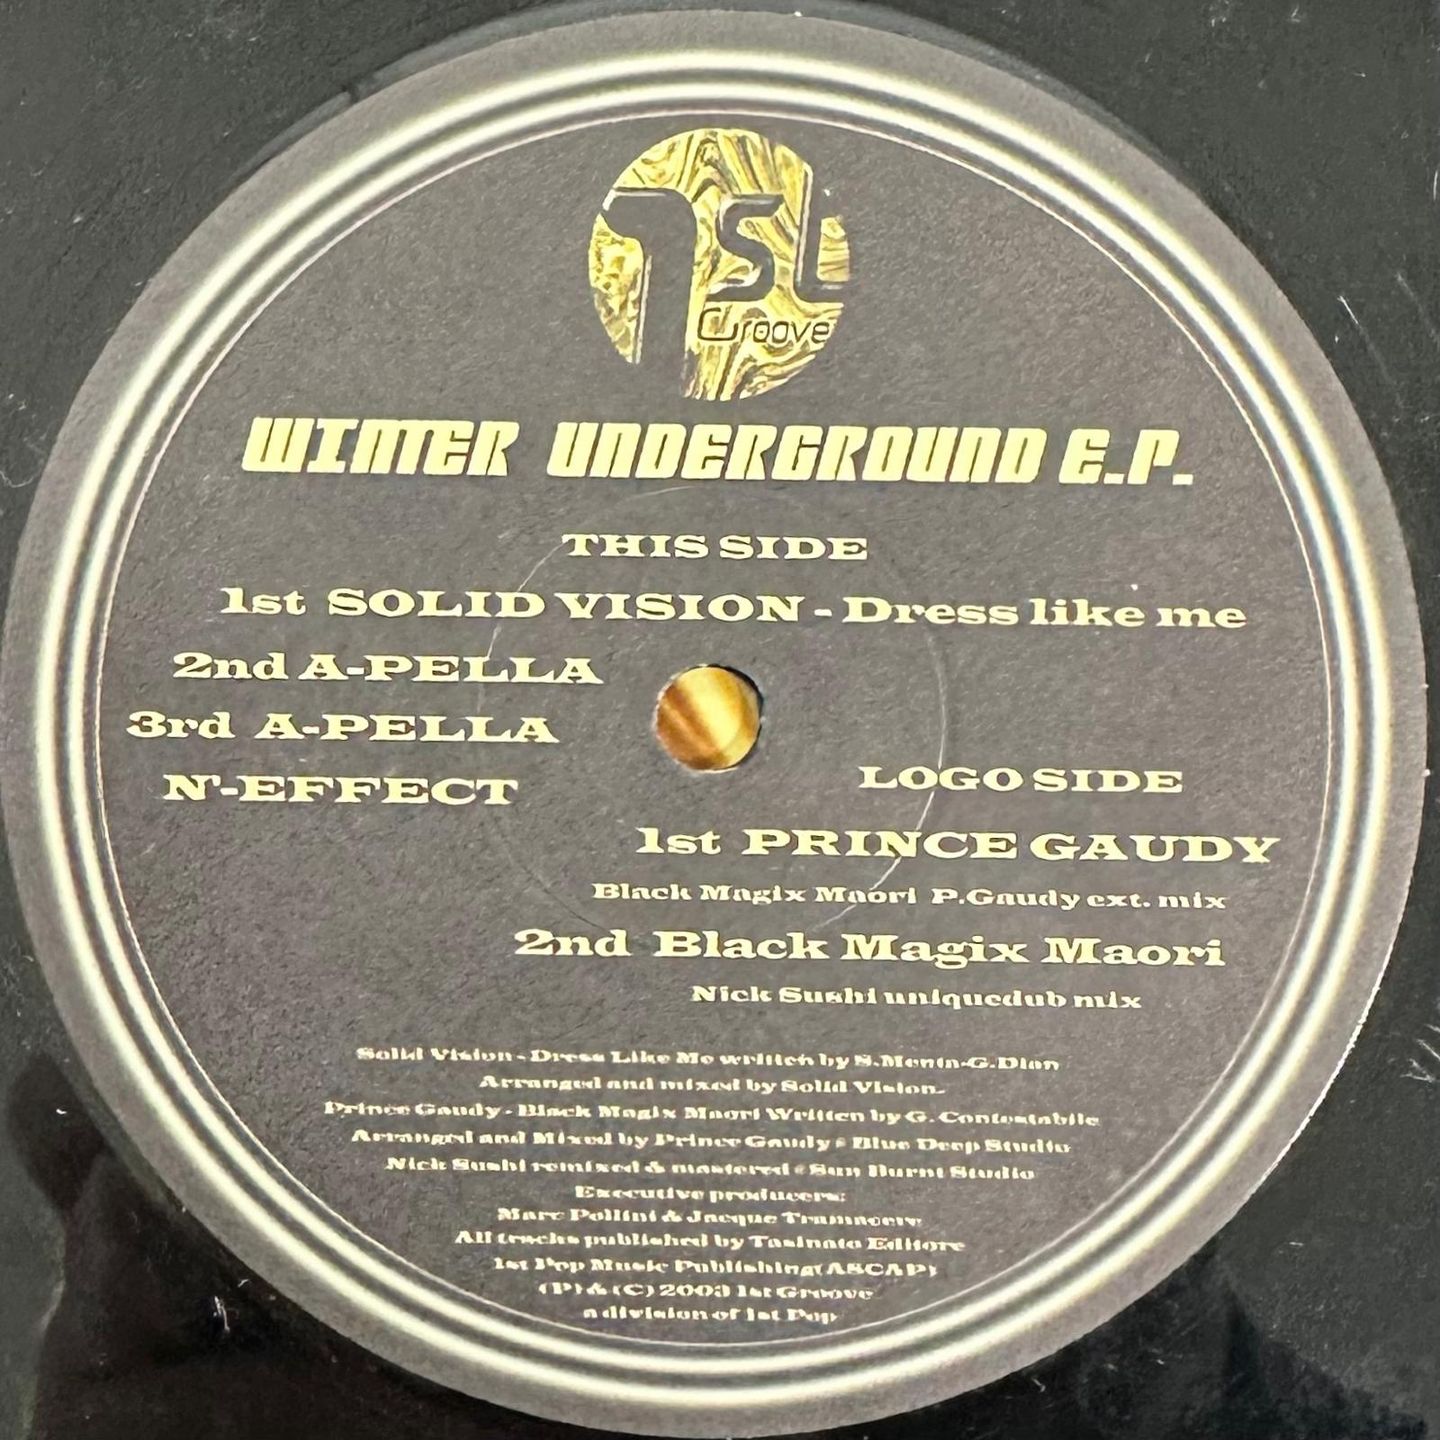 1st
Groove
WINTER UNDERGROUND E.P.
THIS SIDE
1st SOLID VISION - Dress like me
2nd A-PELLA
3rd A-PELLA
N'-EFFECT
LOGO SIDE
1st PRINCE GAUDY
Black Magix Maori P.Gaudy ext. mix
2nd Black Magix Maori
Nick Sushi uniquedub mix
Solid Vision - Dress Like Me written by S.Menin-G.Dian
Arranged and mixed by Solid Vision.
Prince Gaudy - Black Magix Maori Written by G. Contestabile
Arranged and Mixed by Prince Gaudy @ Blue Deep Studio
Nick Sushi remixed & mastered @ Sun Burnt Studio
Executive producers:
Marc Pollini & Jacque
All tracks published by Tasinato Editore
1st Pop Music Publishing(ASCAP)
(P) & (C) 2003 1st Groove
a division of 1st Pop